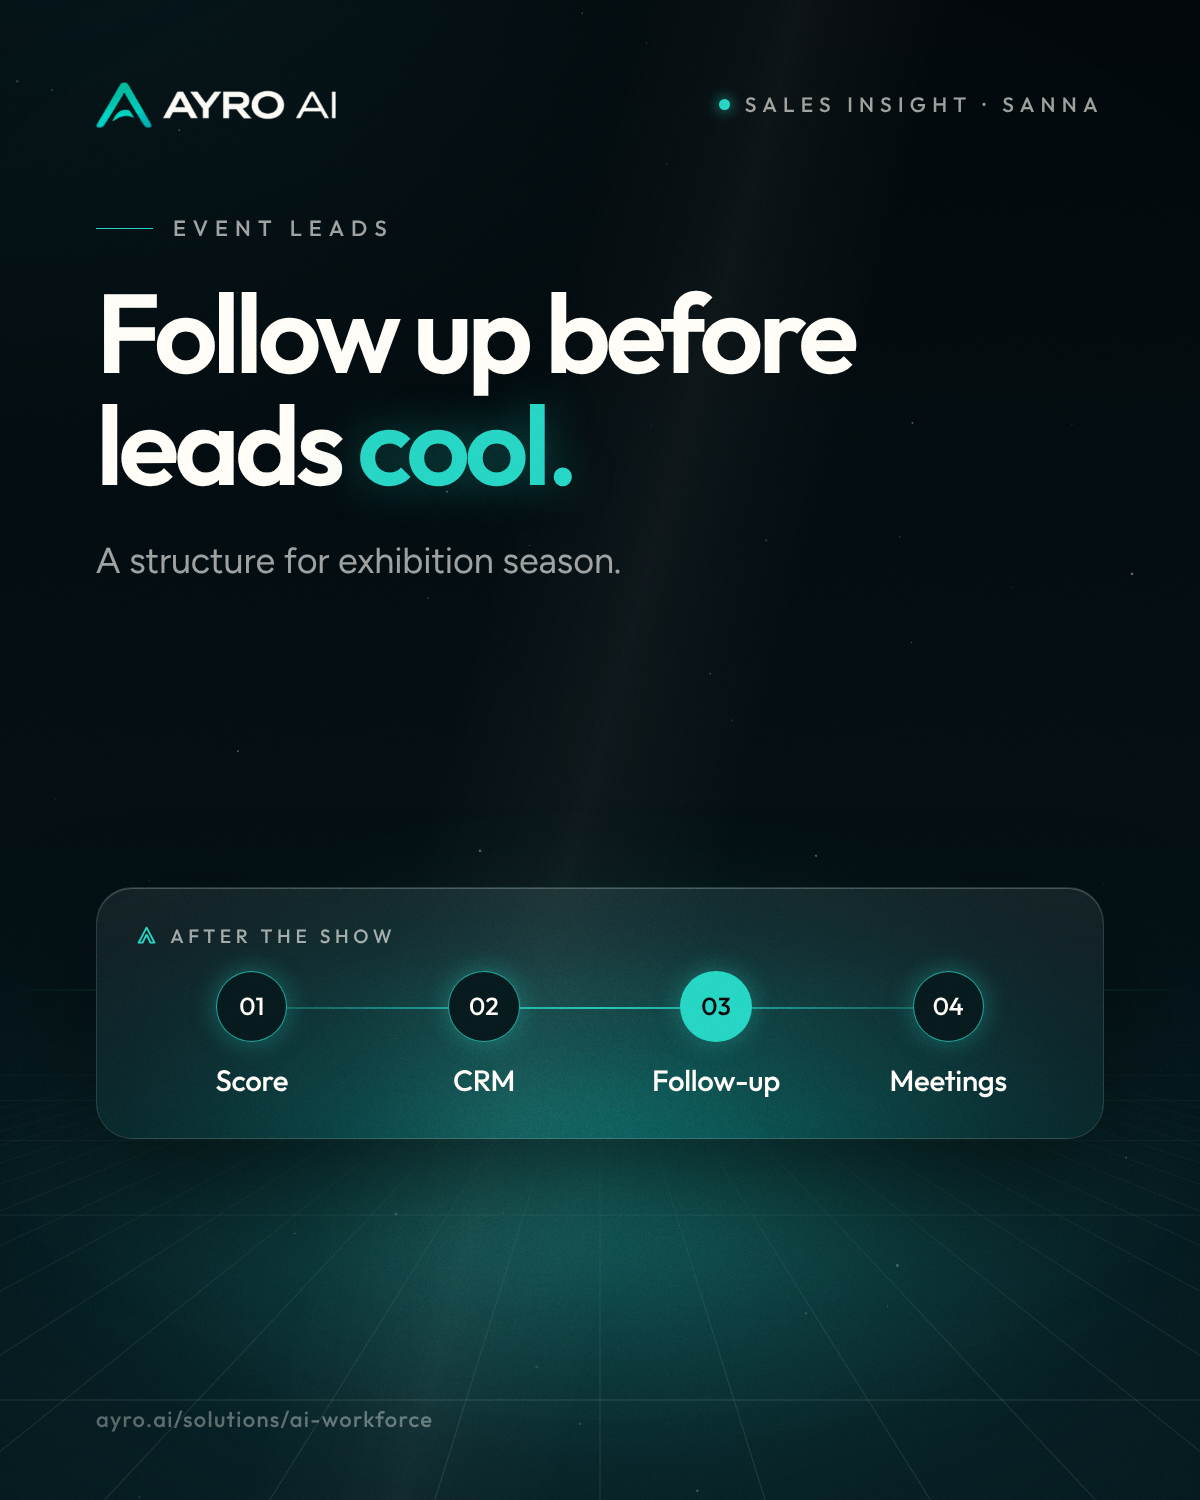 AYRO AI
SALES INSIGHT · SANNA
EVENT LEADS
Follow up before
leads cool.
A structure for exhibition season.
AFTER THE SHOW
01 02 03 04
Score CRM Follow-up Meetings
ayro.ai/solutions/ai-workforce